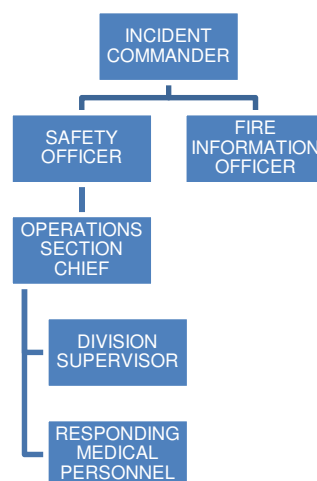 INCIDENT
COMMANDER
SAFETY
OFFICER
FIRE
INFORMATION
OFFICER
OPERATIONS
SECTION
CHIEF
DIVISION
SUPERVISOR
RESPONDING
MEDICAL
PERSONNEL